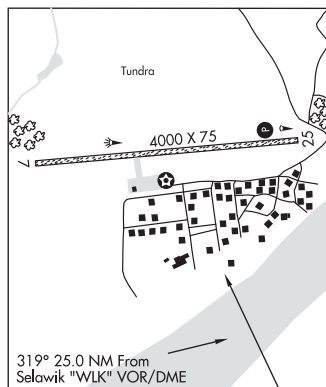 Tundra
P
4000 X 75
25
7
319° 25.0 NM From
Selawik "WLK" VOR/DME